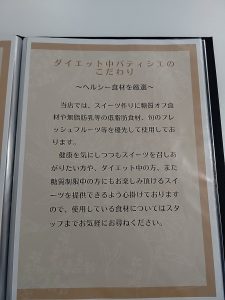 ダイエット中パティシエの
こだわり
～ヘルシー食材を厳選～
当店では、スイーツ作りに糖質オフ食
材や無脂肪乳等の低脂肪食材、旬のフレ
ッシュフルーツ等を優先して使用してお
ります。
健康を気にしつつもスイーツを召しあ
がりたい方や、ダイエット中の方、また
糖質制限中の方にもお楽しみ頂けるスイ
ーツを提供できるよう心掛けております
ので、使用している食材についてはスタ
ッフまでお気軽にお尋ねください。